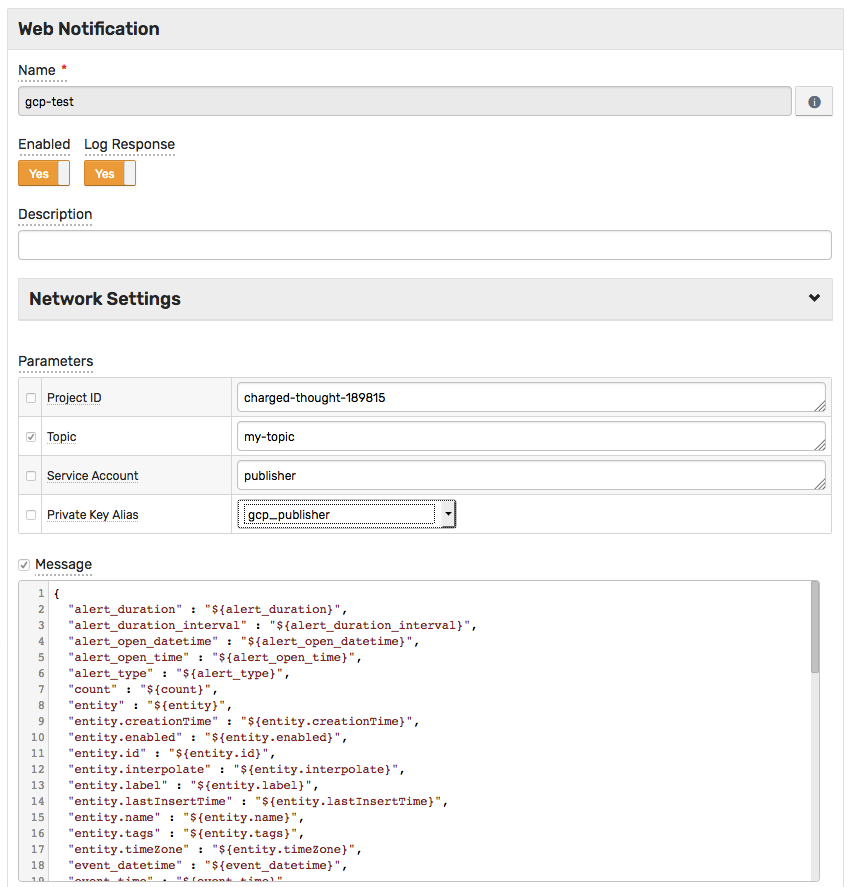 Web Notification
Name *
gcp-test
Enabled Log Response
Yes Yes
Description
Network Settings
Parameters
Project ID charged-thought-189815
Topic my-topic
Service Account publisher
Private Key Alias gcp_publisher
Message
1 {
2 "alert_duration" : "${alert_duration}",
3 "alert_duration_interval" : "${alert_duration_interval}",
4 "alert_open_datetime" : "${alert_open_datetime}",
5 "alert_open_time" : "${alert_open_time}",
6 "alert_type" : "${alert_type}",
7 "count" : "${count}",
8 "entity" : "${entity}",
9 "entity.creationTime" : "${entity.creationTime}",
10 "entity.enabled" : "${entity.enabled}",
11 "entity.id" : "${entity.id}",
12 "entity.interpolate" : "${entity.interpolate}",
13 "entity.label" : "${entity.label}",
14 "entity.lastInsertTime" : "${entity.lastInsertTime}",
15 "entity.name" : "${entity.name}",
16 "entity.tags" : "${entity.tags}",
17 "entity.timeZone" : "${entity.timeZone}",
18 "event_datetime" : "${event_datetime}",
19 "event_time" : "${event_time}",